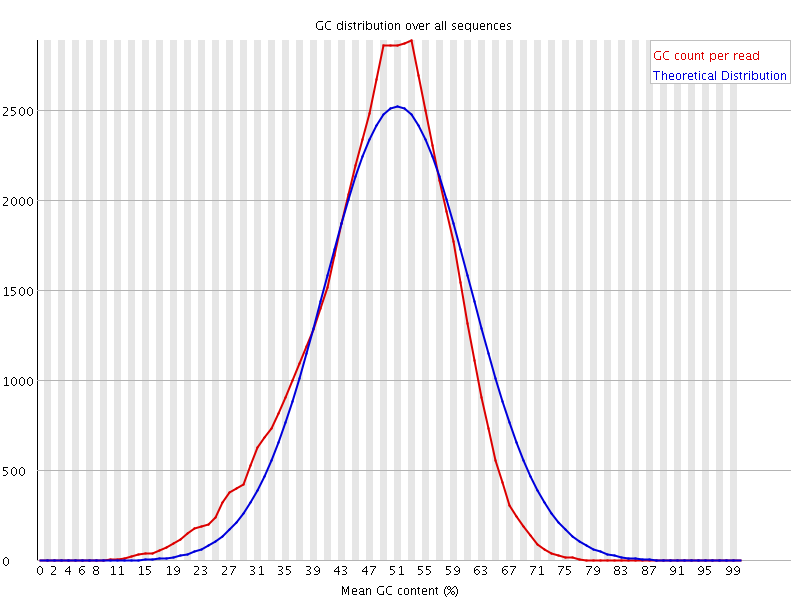 GC distribution over all sequences
GC count per read
Theoretical Distribution
2500
2000
1500
1000
500
0
0 2 4 6 8 11 15 19 23 27 31 35 39 43 47 51 55 59 63 67 71 75 79 83 87 91 95 99
Mean GC content (%)